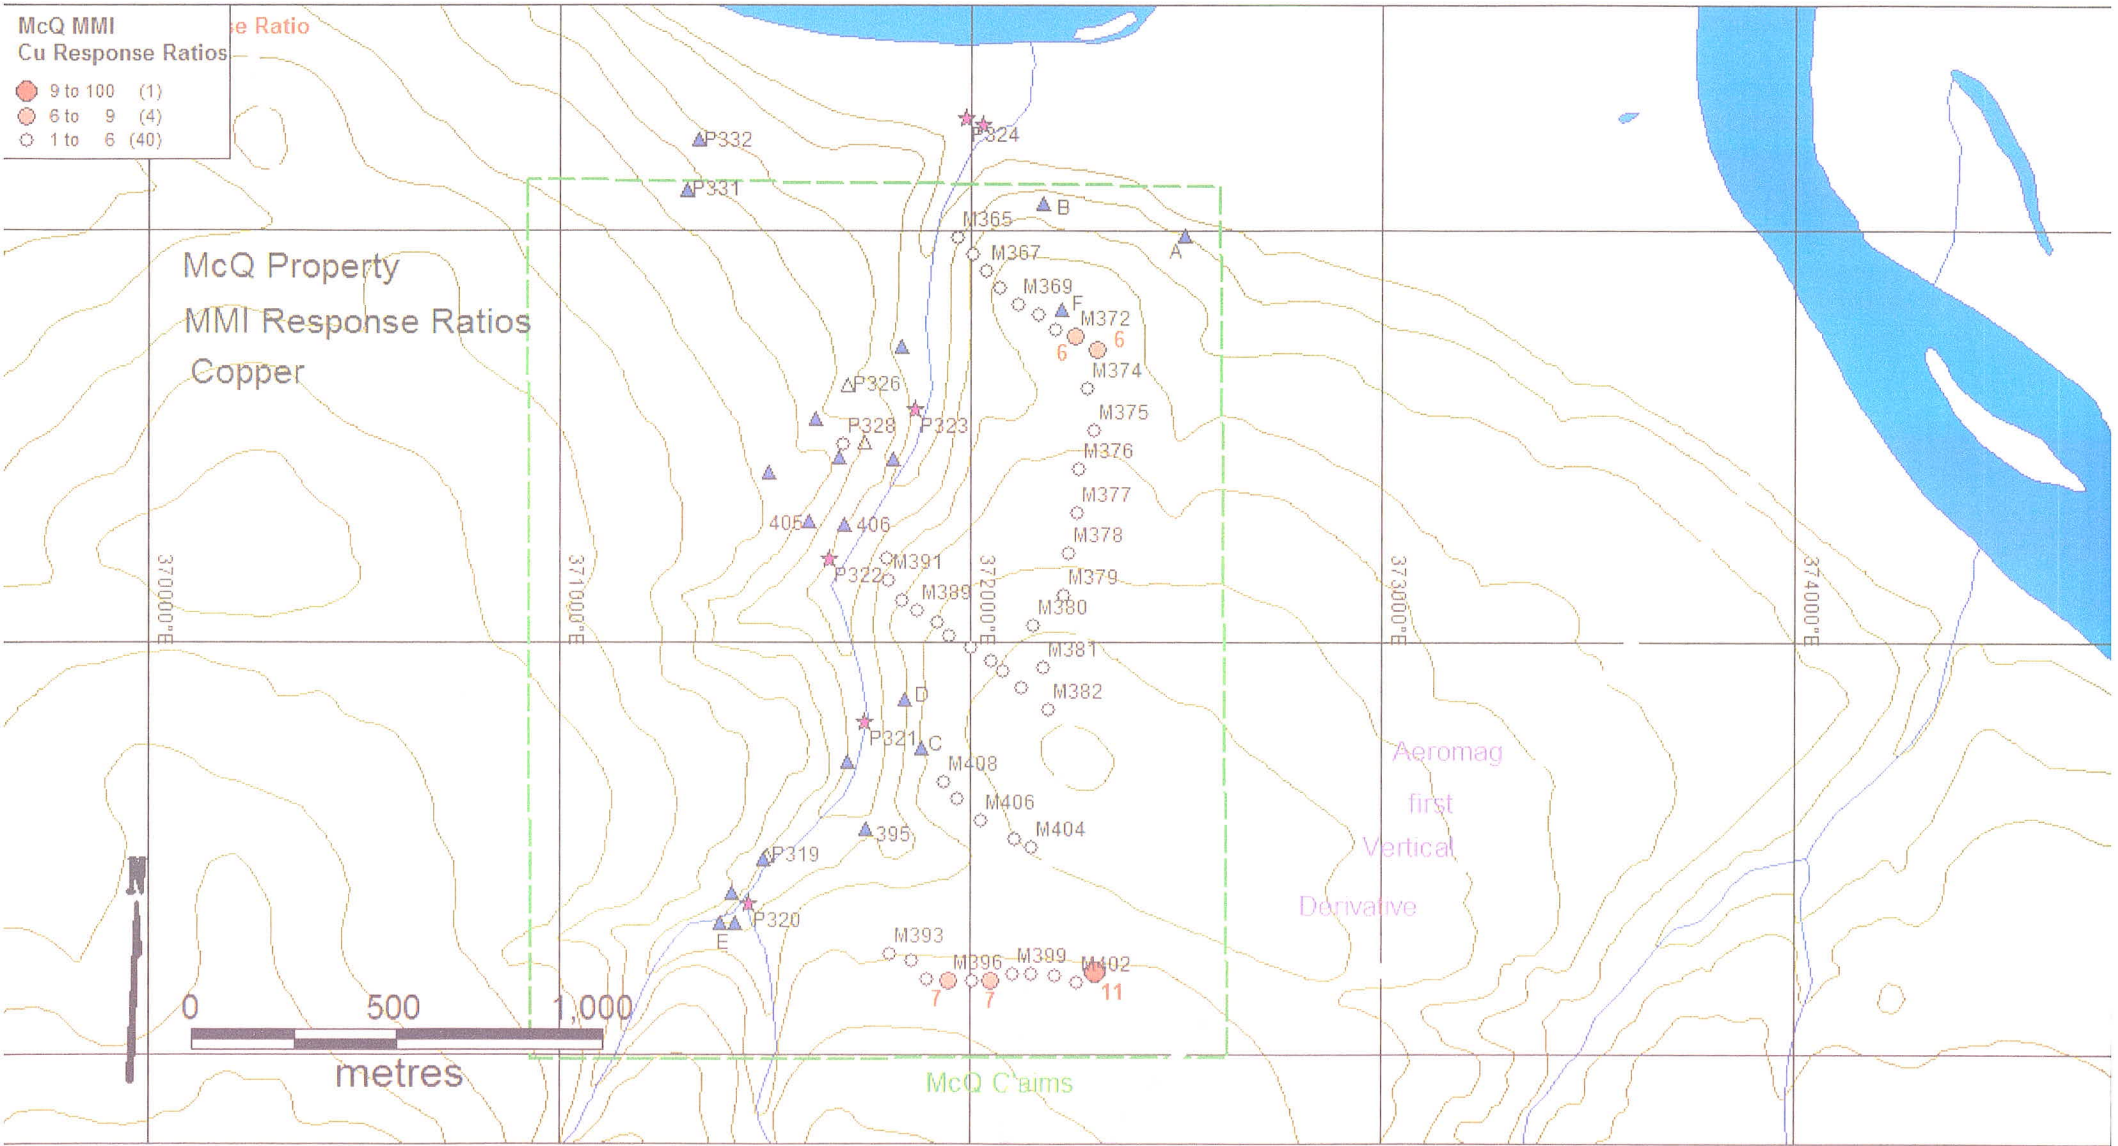 McQ MMI
Cu Response Ratios
9 to 100 (1)
6 to 9 (4)
1 to 6 (40)
se Ratio
McQ Property
MMI Response Ratios
Copper
P332
P331
P324
B
A
M365
M367
M369
F
M372
6
6
M374
P326
P328
P323
M375
M376
M377
405
406
M378
P322
M391
M379
M389
M380
370000°E
371000°E
372000°E
373000°E
374000°E
M381
M382
D
P321
C
M408
M406
M404
395
P319
P320
E
Aeromag
first
Vertical
Derivative
M393
M396
M399
M402
7
7
11
N
0 500 1,000
metres
McQ C'aims